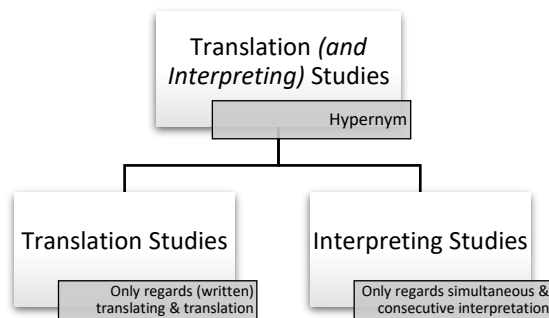 Translation (and
Interpreting) Studies
Hypernym
Translation Studies
Only regards (written)
translating & translation
Interpreting Studies
Only regards simultaneous &
consecutive interpretation